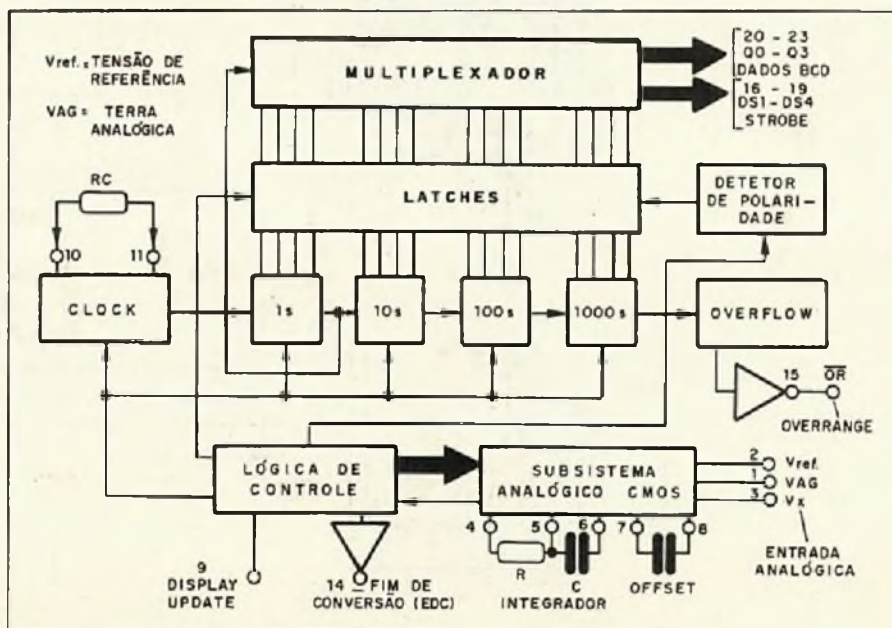 Vref.= TENSÃO DE
REFERÊNCIA
VAG= TERRA
ANALÓGICA
MULTIPLEXADOR
20 - 23
Q0 - Q3
DADOS BCD
16 - 19
DS1-DS4
STROBE
RC
LATCHES
DETETOR
DE POLARI-
DADE
10
11
CLOCK
1s
10s
100s
1000s
OVERFLOW
15
OR
OVERRANGE
LÓGICA DE
CONTROLE
SUBSISTEMA
ANALÓGICO CMOS
2
Vref.
1
VAG
3
Vx
4
5
6
7
8
R
C
INTEGRADOR
OFFSET
ENTRADA
ANALÓGICA
9
DISPLAY
UPDATE
14 - FIM DE
CONVERSÃO (EDC)